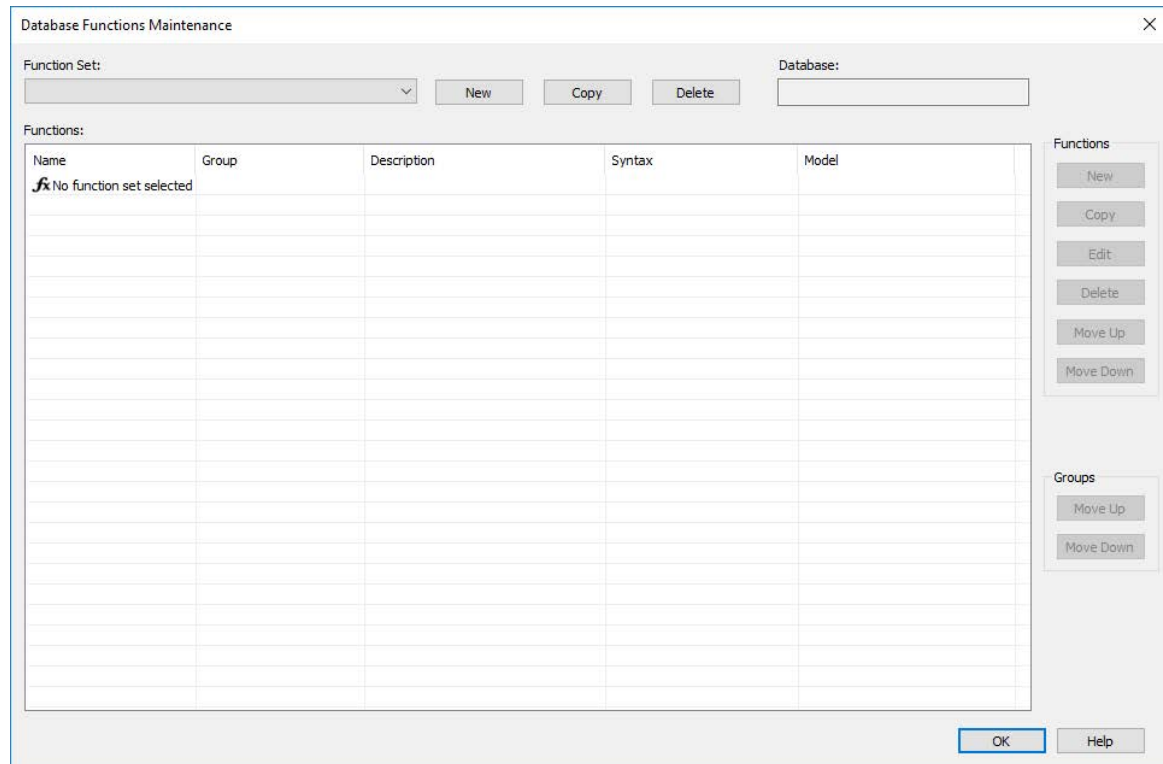 Database Functions Maintenance
Function Set:
Database:
New
Copy
Delete
Functions:
Name Group Description Syntax Model
fx No function set selected
Functions
New
Copy
Edit
Delete
Move Up
Move Down
Groups
Move Up
Move Down
OK
Help